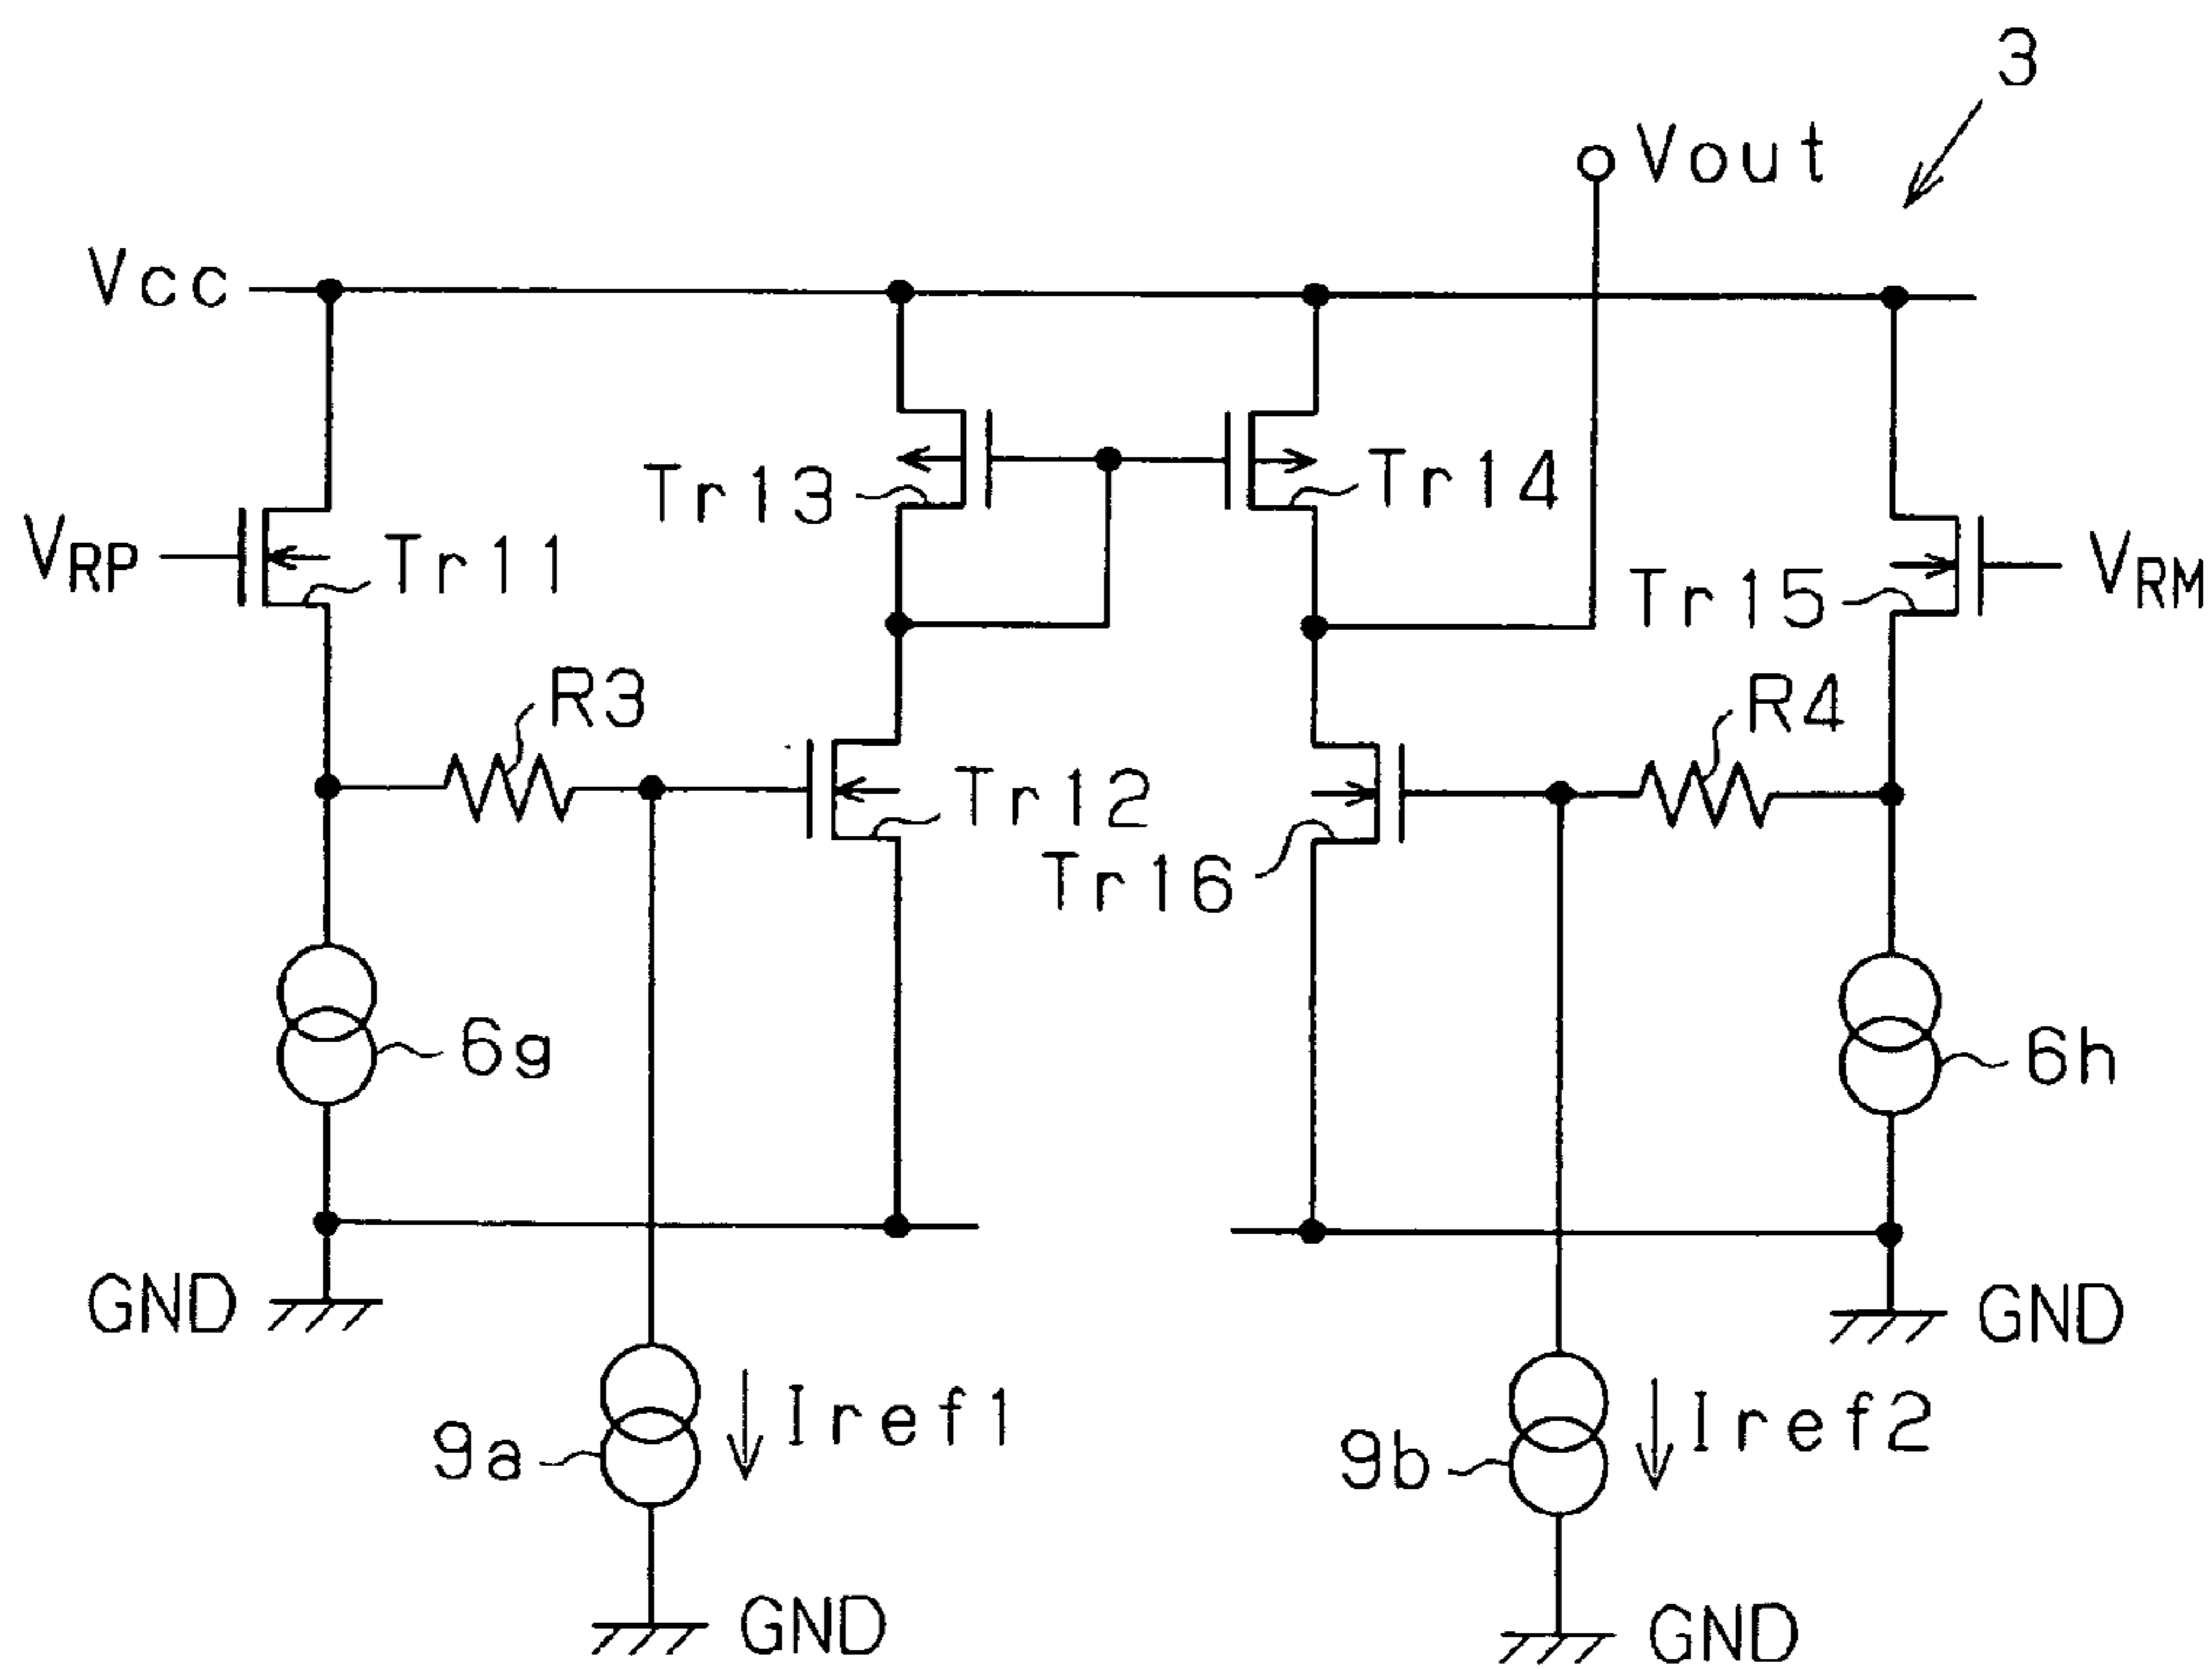 3
Vout
Vcc
Tr13
Tr14
VRP
Tr11
Tr15
VRM
R3
R4
Tr12
Tr16
6g
6h
GND
GND
9a
Iref1
9b
Iref2
GND
GND